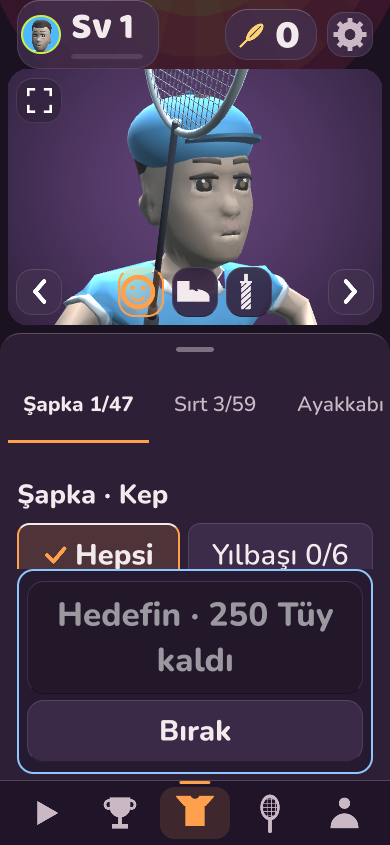 Sv 1
0
Şapka 1/47
Sırt 3/59
Ayakkabı
Şapka · Kep
Hepsi
Yılbaşı 0/6
Hedefin · 250 Tüy
kaldı
Bırak